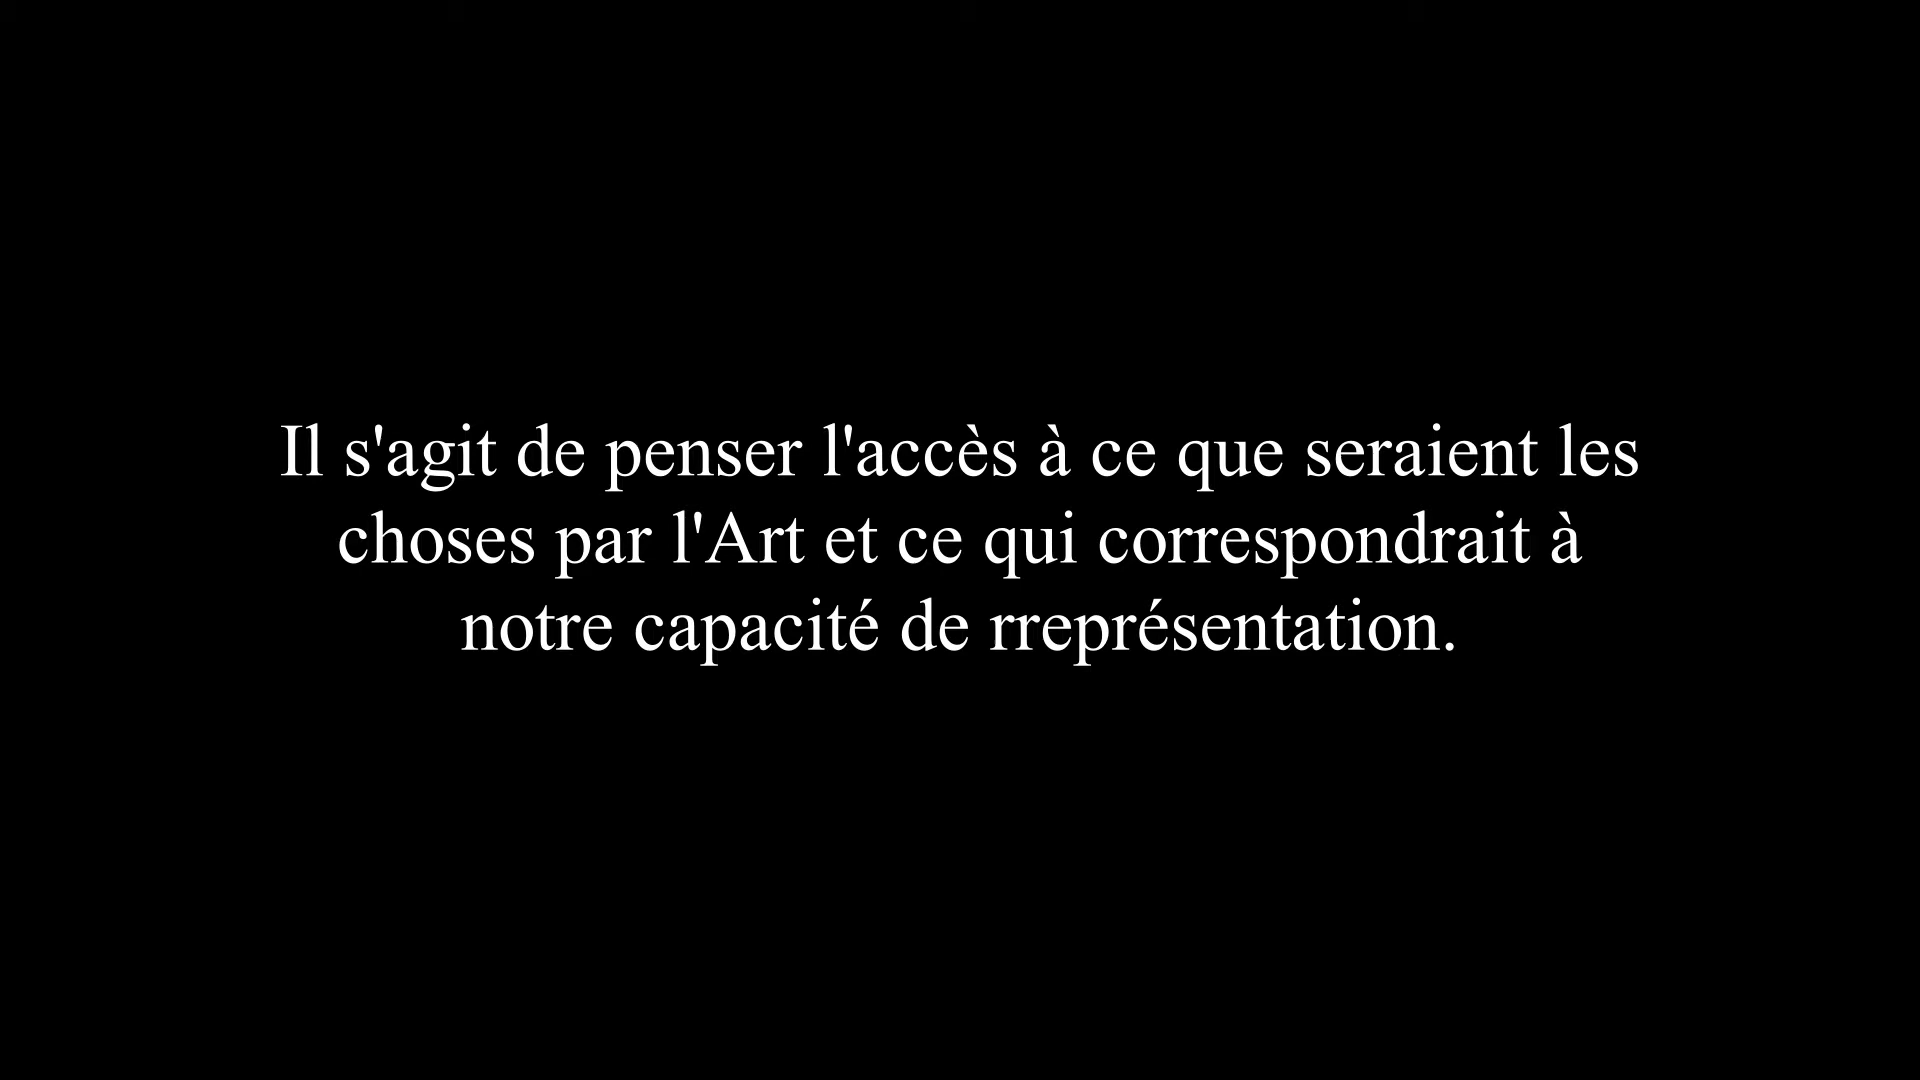 Il s'agit de penser l'accès à ce que seraient les
choses par l'Art et ce qui correspondrait à
notre capacité de rreprésentation.